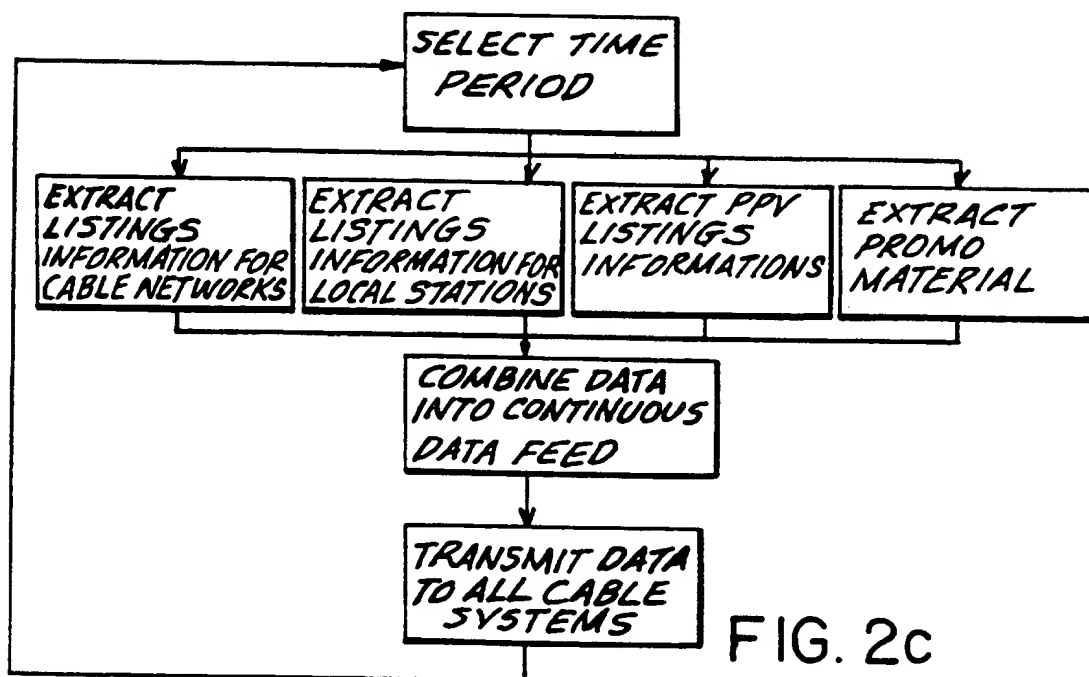 SELECT TIME
PERIOD
EXTRACT
LISTINGS
INFORMATION FOR
CABLE NETWORKS
EXTRACT
LISTINGS
INFORMATION FOR
LOCAL STATIONS
EXTRACT PPV
LISTINGS
INFORMATIONS
EXTRACT
PROMO
MATERIAL
COMBINE DATA
INTO CONTINUOUS
DATA FEED
TRANSMIT DATA
TO ALL CABLE
SYSTEMS
FIG. 2c